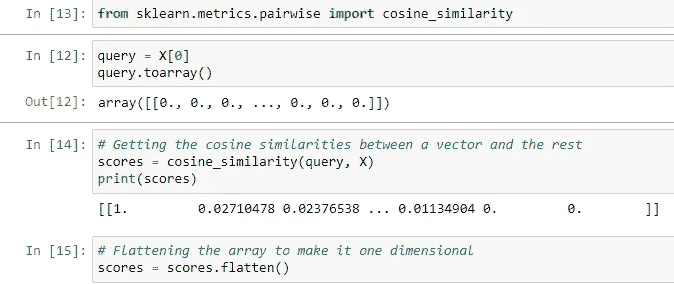 In [13]: from sklearn.metrics.pairwise import cosine_similarity
In [12]: query = X[0]
query.toarray()
Out[12]: array([[0., 0., 0., ..., 0., 0., 0.]])
In [14]: # Getting the cosine similarities between a vector and the rest
scores = cosine_similarity(query, X)
print(scores)
[[1. 0.02710478 0.02376538 ... 0.01134904 0. 0. ]]
In [15]: # Flattening the array to make it one dimensional
scores = scores.flatten()